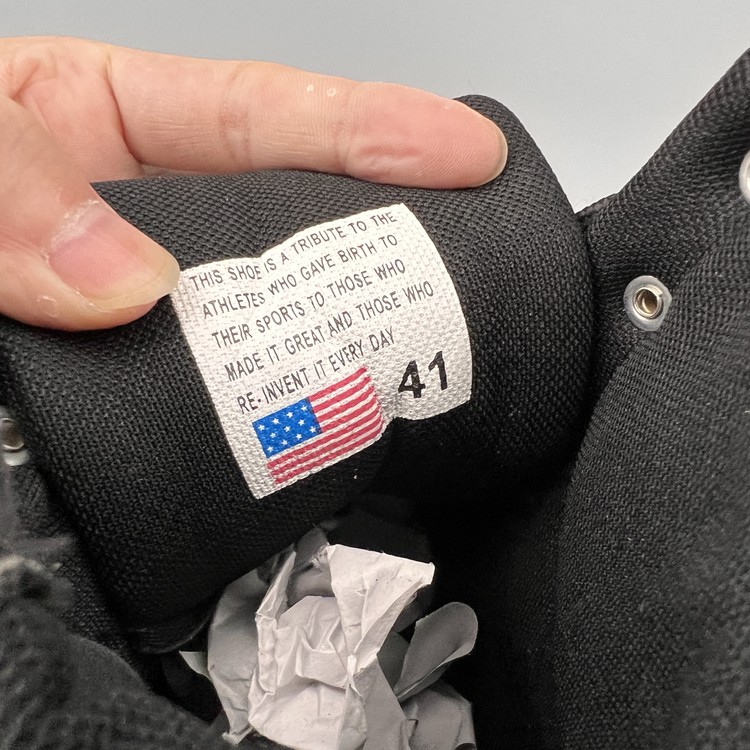 THIS SHOE IS A TRIBUTE TO THE
ATHLETES WHO GAVE BIRTH TO
THEIR SPORTS TO THOSE WHO
MADE IT GREAT AND THOSE WHO
RE-INVENT IT EVERY DAY
41